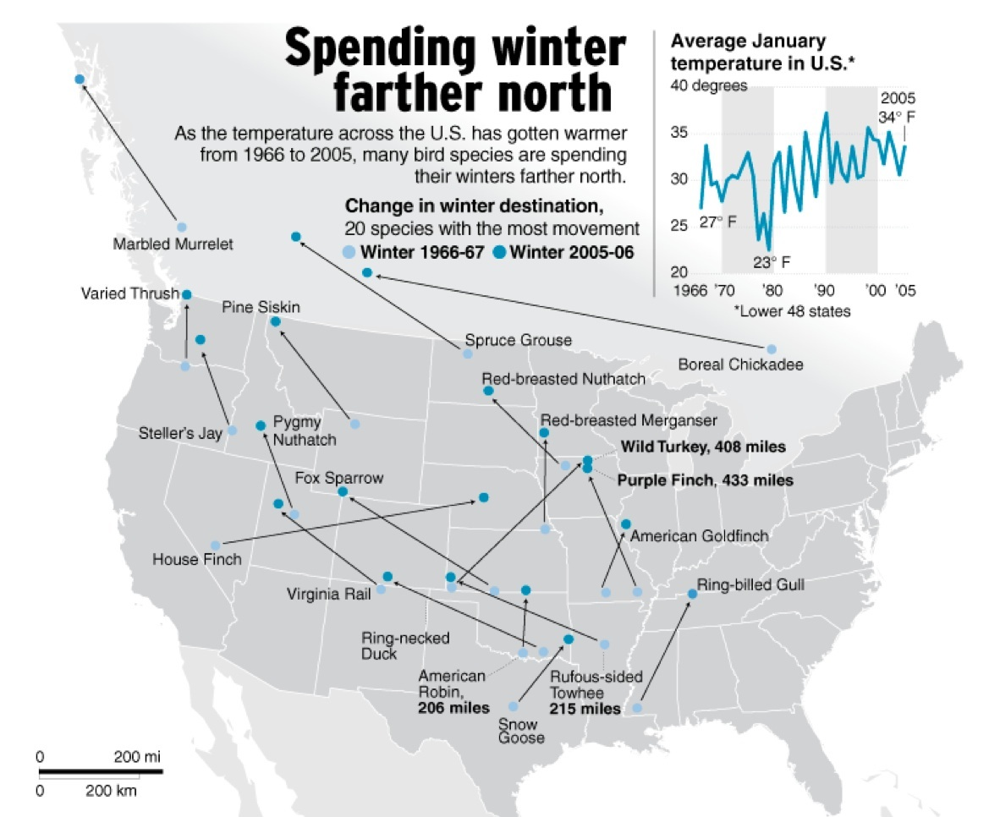 Spending winter
farther north
As the temperature across the U.S. has gotten warmer
from 1966 to 2005, many bird species are spending
their winters farther north.
Change in winter destination,
20 species with the most movement
Winter 1966-67 Winter 2005-06
Average January
temperature in U.S.*
40 degrees
35
30
25
20
2005
34° F
27° F
23° F
1966 '70 '80 '90 '00 '05
*Lower 48 states
Marbled Murrelet
Varied Thrush
Pine Siskin
Spruce Grouse
Boreal Chickadee
Red-breasted Nuthatch
Steller's Jay
Pygmy
Nuthatch
Red-breasted Merganser
Wild Turkey, 408 miles
Purple Finch, 433 miles
Fox Sparrow
American Goldfinch
House Finch
Virginia Rail
Ring-billed Gull
Ring-necked
Duck
American
Robin,
206 miles
Rufous-sided
Towhee
215 miles
Snow
Goose
0 200 mi
0 200 km